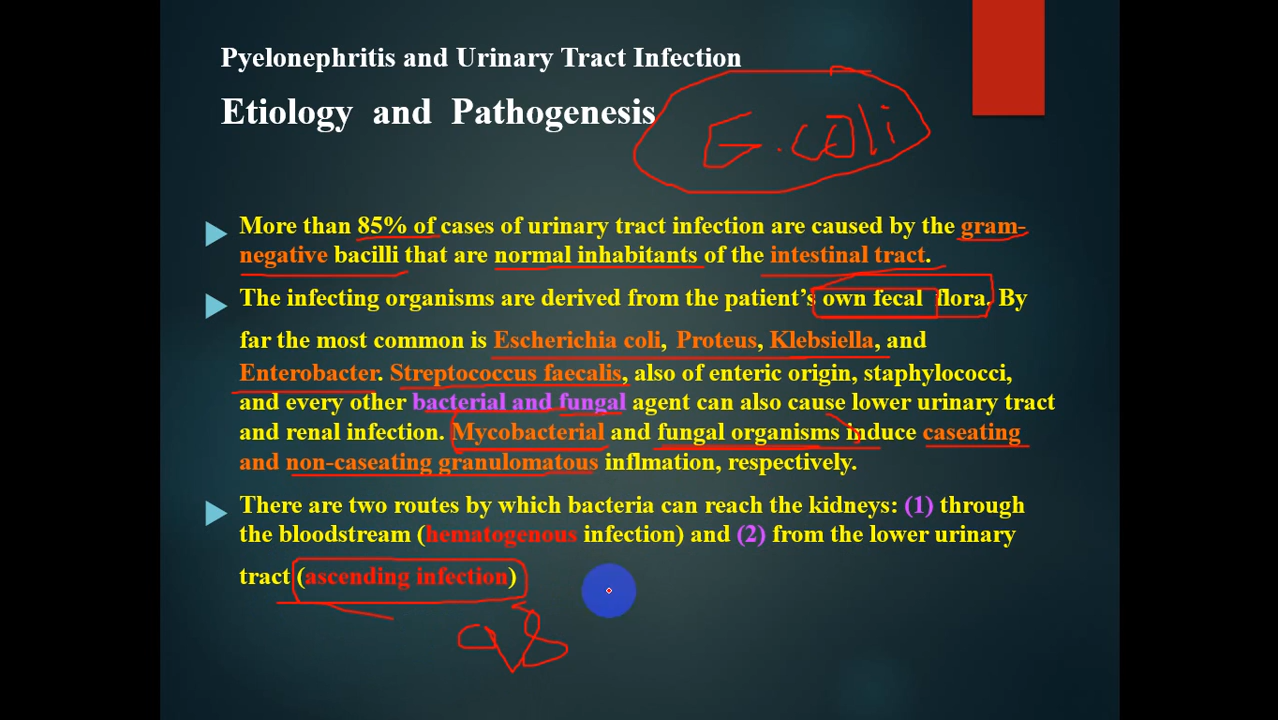 Pyelonephritis and Urinary Tract Infection
Etiology and Pathogenesis
E.coli
More than 85% of cases of urinary tract infection are caused by the gram-
negative bacilli that are normal inhabitants of the intestinal tract.
The infecting organisms are derived from the patient’s own fecal flora. By
far the most common is Escherichia coli, Proteus, Klebsiella, and
Enterobacter. Streptococcus faecalis, also of enteric origin, staphylococci,
and every other bacterial and fungal agent can also cause lower urinary tract
and renal infection. Mycobacterial and fungal organisms induce caseating
and non-caseating granulomatous inflmation, respectively.
There are two routes by which bacteria can reach the kidneys: (1) through
the bloodstream (hematogenous infection) and (2) from the lower urinary
tract (ascending infection)